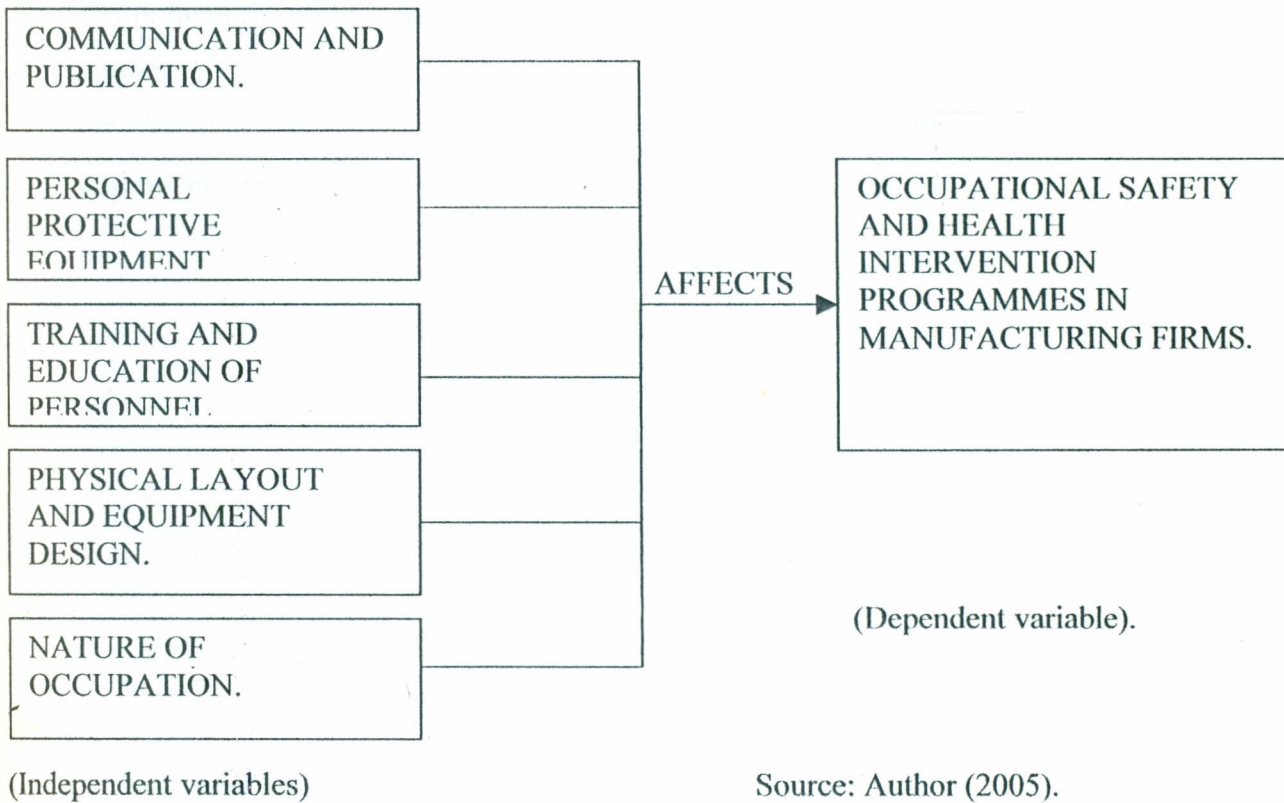 COMMUNICATION AND
PUBLICATION.
PERSONAL
PROTECTIVE
EQUIPMENT
TRAINING AND
EDUCATION OF
PERSONNEL
PHYSICAL LAYOUT
AND EQUIPMENT
DESIGN.
NATURE OF
OCCUPATION.
(Independent variables)
AFFECTS
OCCUPATIONAL SAFETY
AND HEALTH
INTERVENTION
PROGRAMMES IN
MANUFACTURING FIRMS.
(Dependent variable).
Source: Author (2005).